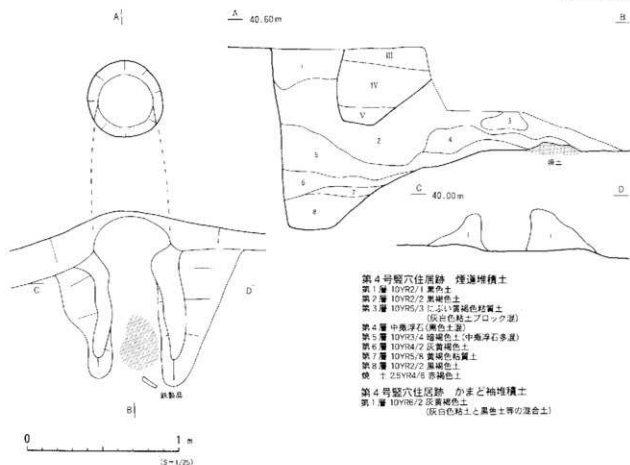 A
A 40.60m B
III
1
IV
V
2
3
4
5
6
7
8
焼土
C 40.00m D
1 1
C D
B
鉄製品
0 1 m
(S=1/25)
第4号竪穴住居跡 煙道堆積土
第1層 10YR2/1 黒色土
第2層 10YR2/2 黒褐色土
第3層 10YR5/3 にぶい黄褐色粘質土
(灰白色粘土ブロック混)
第4層 中掫浮石(黒色土混)
第5層 10YR3/4 暗褐色土(中掫浮石多混)
第6層 10YR4/2 灰黄褐色土
第7層 10YR5/8 黄褐色粘質土
第8層 10YR2/2 黒褐色土
焼 土 2.5YR4/6 赤褐色土
第4号竪穴住居跡 かまど袖堆積土
第1層 10YR6/2 灰黄褐色土
(灰白色粘土と黒色土等の混合土)